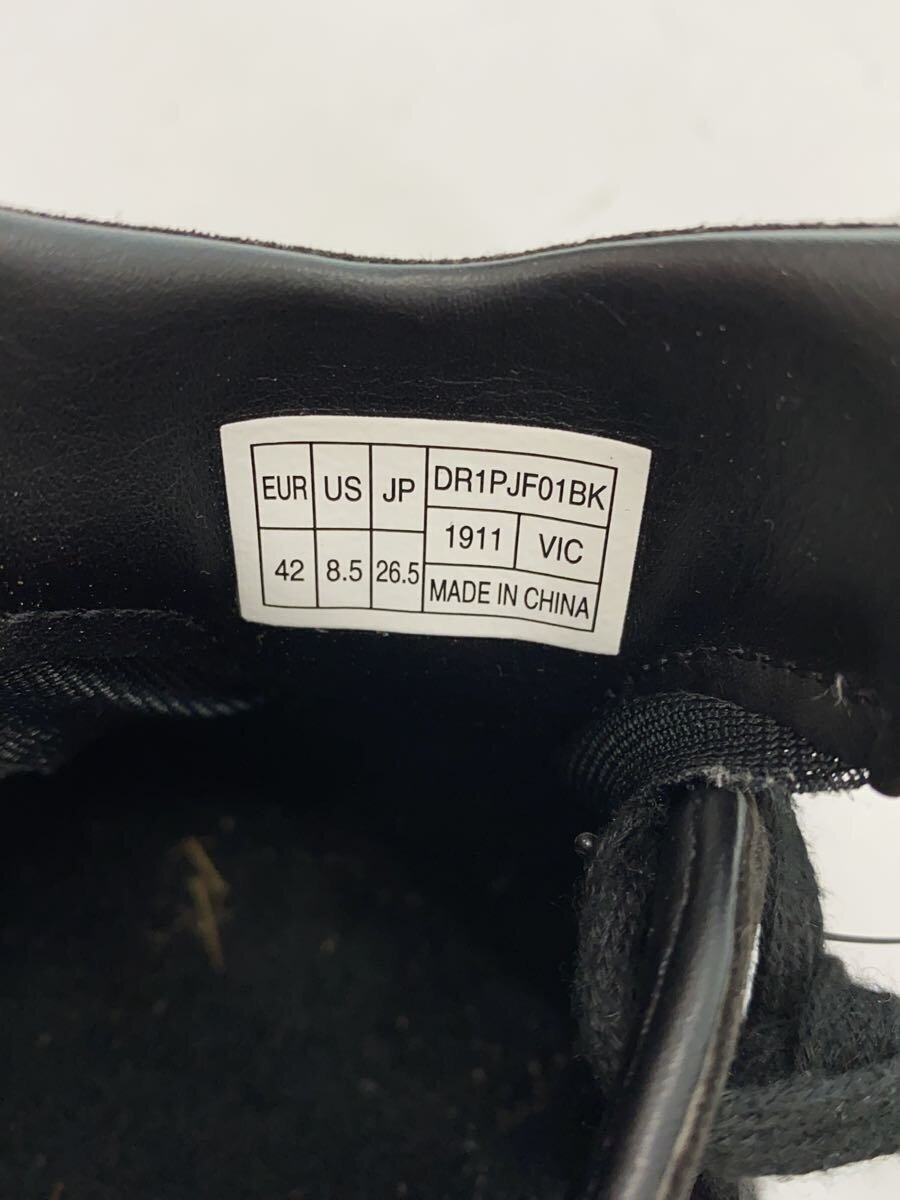 EUR US JP DR1PJF01BK
1911 VIC
42 8.5 26.5
MADE IN CHINA